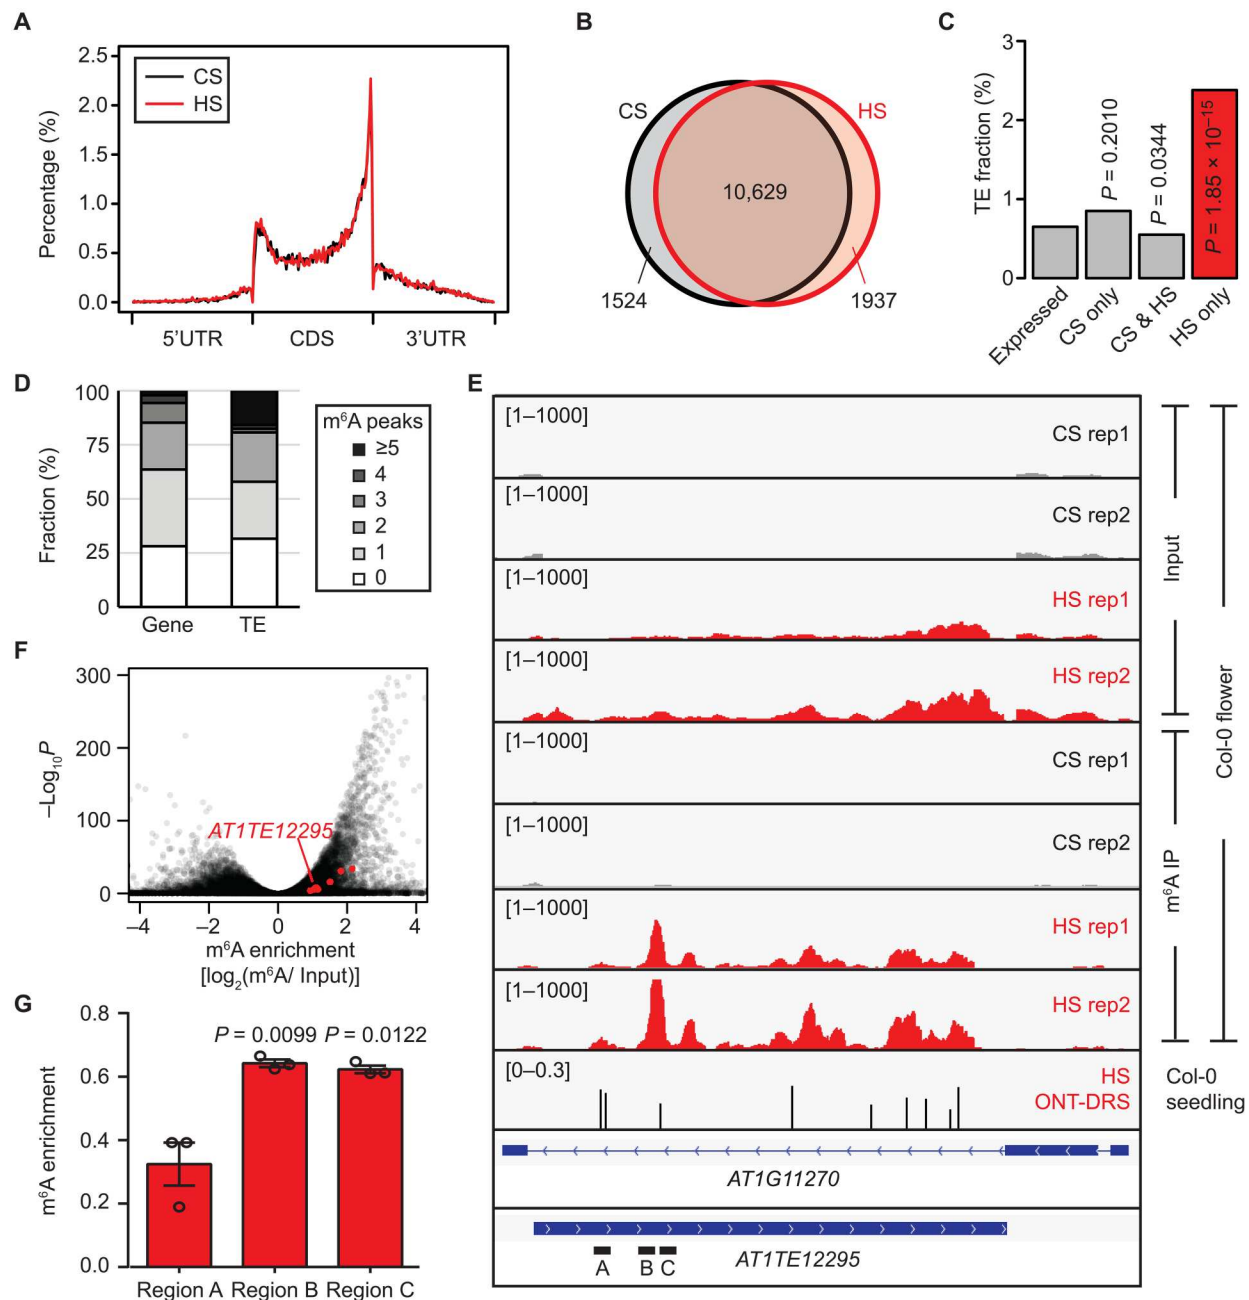 A
Percentage (%)
2.5
2.0
1.5
1.0
0.5
0.0
CS
HS
5'UTR CDS 3'UTR
B
CS
HS
10,629
1524
1937
C
TE fraction (%)
3
2
1
0
P = 0.2010
P = 0.0344
P = 1.85 × 10⁻¹⁵
Expressed
CS only
CS & HS
HS only
D
Fraction (%)
100
75
50
25
0
Gene TE
m⁶A peaks
≥5
4
3
2
1
0
E
[1–1000] CS rep1
[1–1000] CS rep2
[1–1000] HS rep1
[1–1000] HS rep2
[1–1000] CS rep1
[1–1000] CS rep2
[1–1000] HS rep1
[1–1000] HS rep2
[0–0.3] HS
ONT-DRS
Input
m⁶A IP
Col-0 flower
Col-0
seedling
AT1G11270
AT1TE12295
A B C
F
–Log₁₀P
300
200
100
0
AT1TE12295
–4 –2 0 2 4
m⁶A enrichment
[log₂(m⁶A/ Input)]
G
m⁶A enrichment
0.8
0.6
0.4
0.2
0.0
P = 0.0099 P = 0.0122
Region A Region B Region C